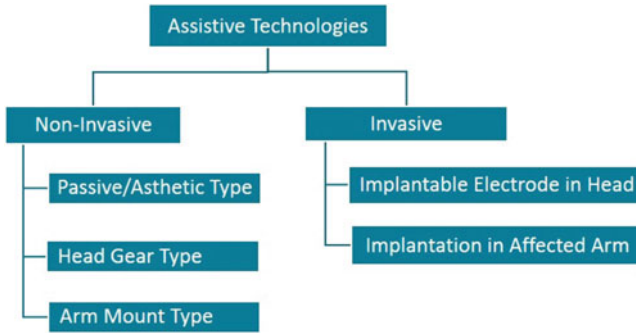 Assistive Technologies
Non-Invasive
Invasive
Passive/Asthetic Type
Implantable Electrode in Head
Head Gear Type
Implantation in Affected Arm
Arm Mount Type